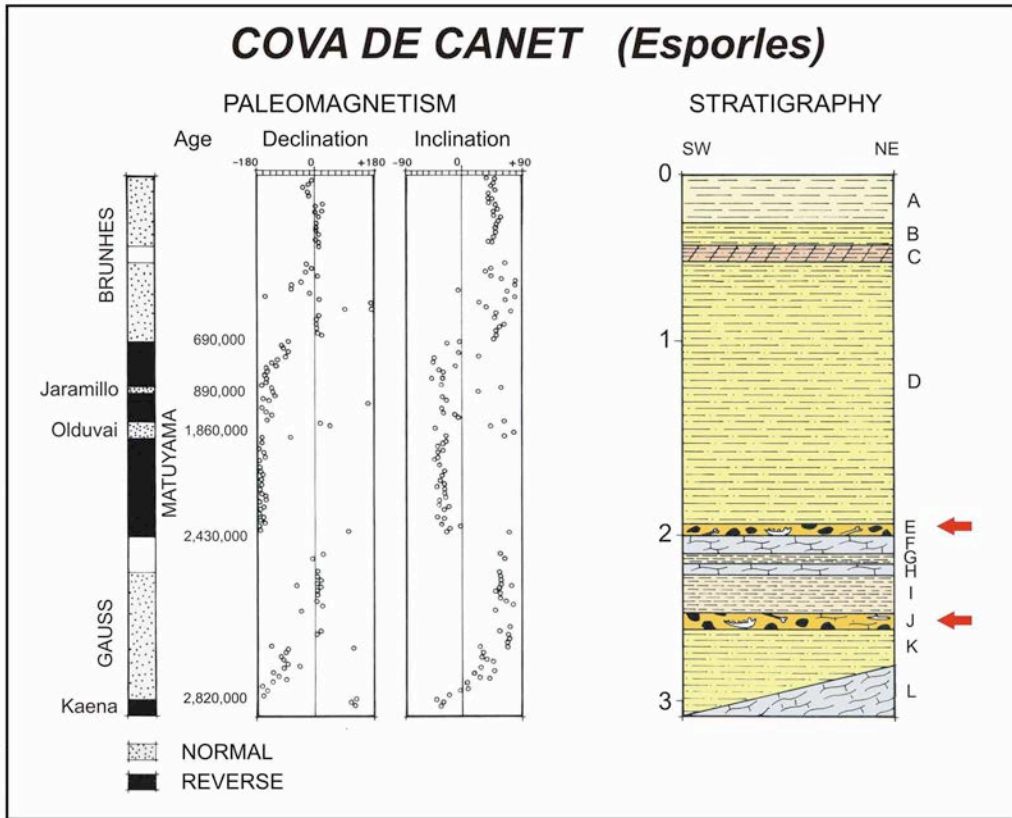 COVA DE CANET (Esporles)
PALEOMAGNETISM
STRATIGRAPHY
Age
Declination
Inclination
-180 0 +180
-90 0 +90
SW NE
BRUNHES
MATUYAMA
GAUSS
690,000
Jaramillo 890,000
Olduvai 1,860,000
2,430,000
Kaena 2,820,000
NORMAL
REVERSE
0
1
2
3
A
B
C
D
E
F
G
H
I
J
K
L